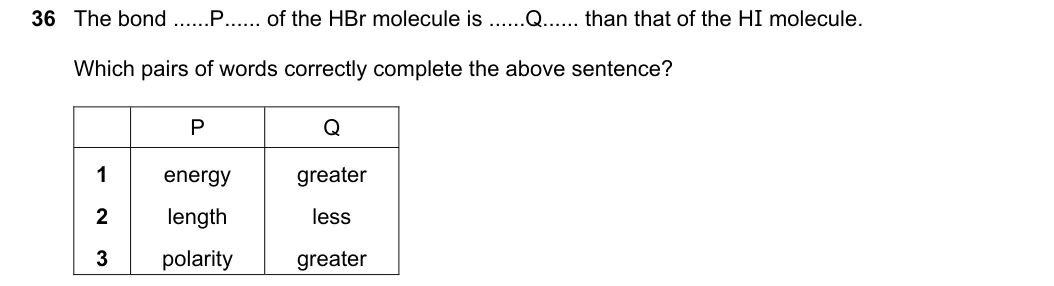 36 The bond ......P...... of the HBr molecule is ......Q...... than that of the HI molecule.
Which pairs of words correctly complete the above sentence?
P Q
1 energy greater
2 length less
3 polarity greater